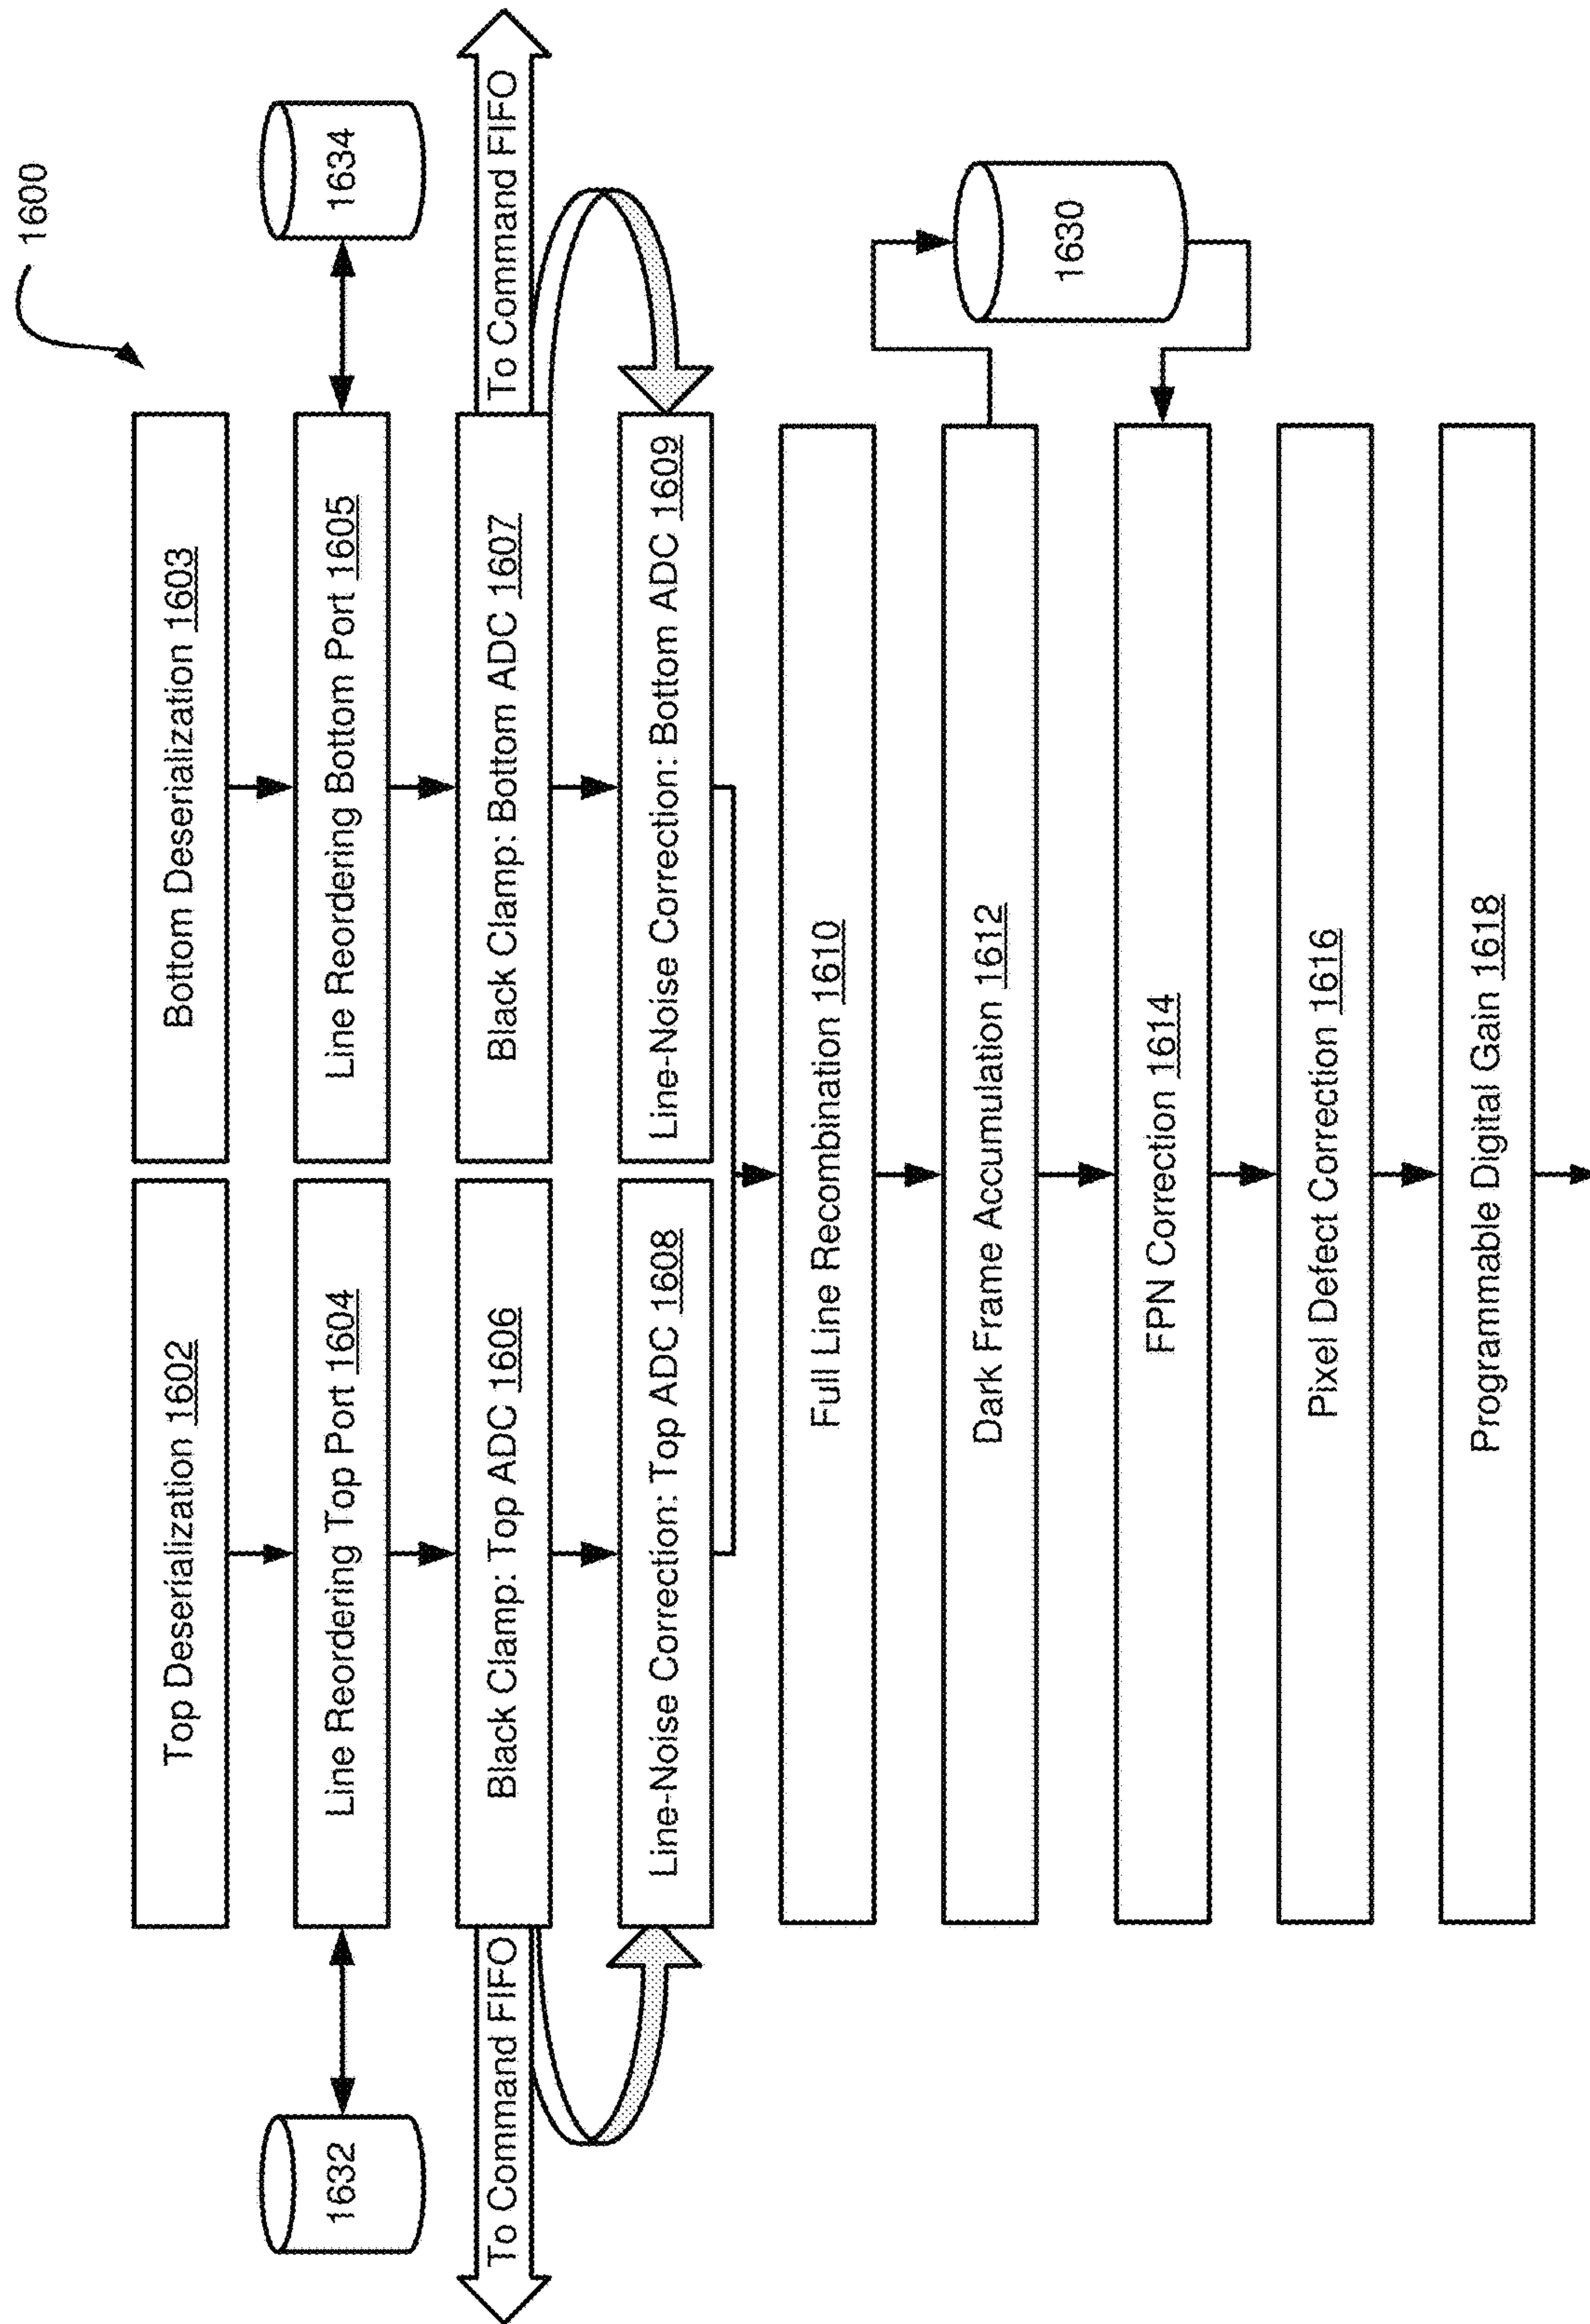 1600
Top Deserialization 1602
Bottom Deserialization 1603
1632
Line Reordering Top Port 1604
Line Reordering Bottom Port 1605
1634
To Command FIFO
Black Clamp: Top ADC 1606
Black Clamp: Bottom ADC 1607
To Command FIFO
Line-Noise Correction: Top ADC 1608
Line-Noise Correction: Bottom ADC 1609
Full Line Recombination 1610
Dark Frame Accumulation 1612
1630
FPN Correction 1614
Pixel Defect Correction 1616
Programmable Digital Gain 1618